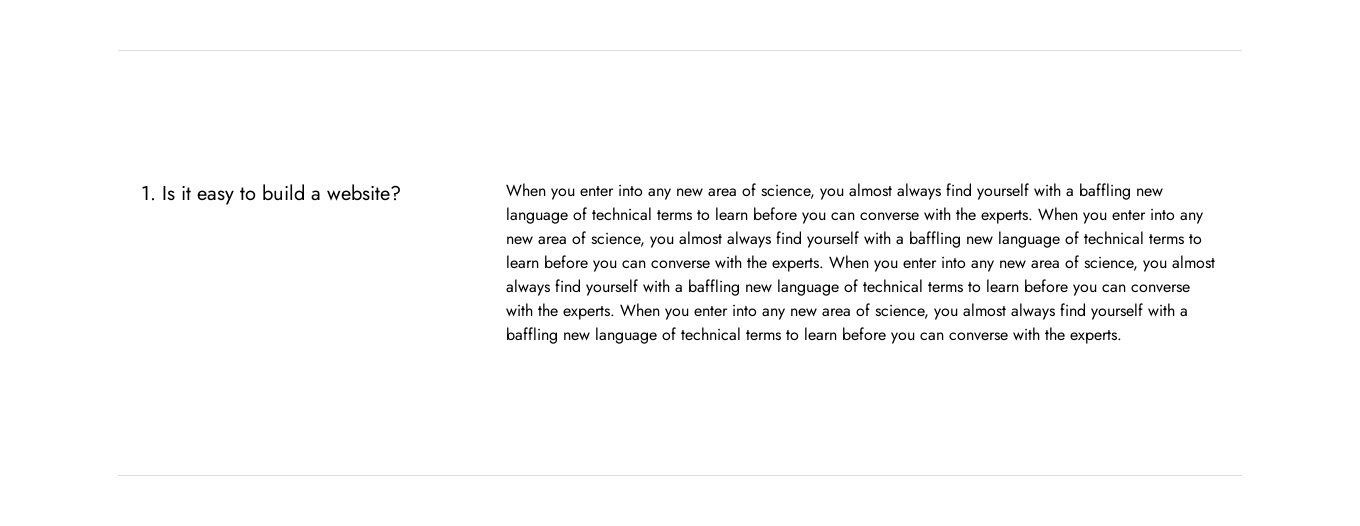 1. Is it easy to build a website?
When you enter into any new area of science, you almost always find yourself with a baffling new
language of technical terms to learn before you can converse with the experts. When you enter into any
new area of science, you almost always find yourself with a baffling new language of technical terms to
learn before you can converse with the experts. When you enter into any new area of science, you almost
always find yourself with a baffling new language of technical terms to learn before you can converse
with the experts. When you enter into any new area of science, you almost always find yourself with a
baffling new language of technical terms to learn before you can converse with the experts.